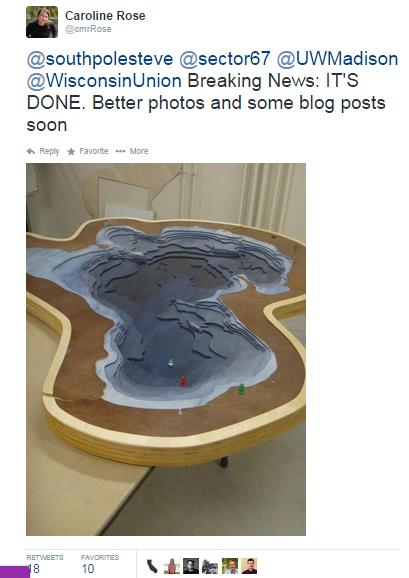 Caroline Rose
@cmrRose
@southpolesteve @sector67 @UWMadison
@WisconsinUnion Breaking News: IT'S
DONE. Better photos and some blog posts
soon
Reply Favorite More
RETWEETS FAVORITES
18 10